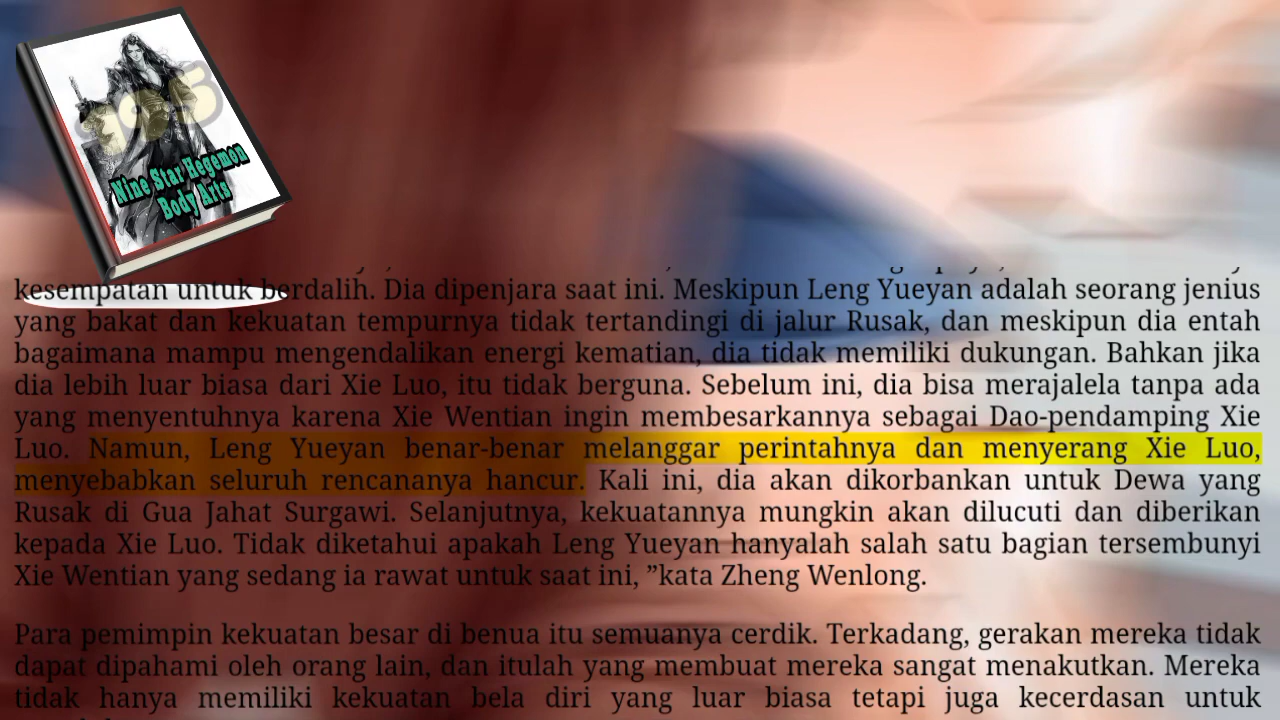 195
Nine Star Hegemon
Body Arts
kesempatan untuk berdalih. Dia dipenjara saat ini. Meskipun Leng Yueyan adalah seorang jenius
yang bakat dan kekuatan tempurnya tidak tertandingi di jalur Rusak, dan meskipun dia entah
bagaimana mampu mengendalikan energi kematian, dia tidak memiliki dukungan. Bahkan jika
dia lebih luar biasa dari Xie Luo, itu tidak berguna. Sebelum ini, dia bisa merajalela tanpa ada
yang menyentuhnya karena Xie Wentian ingin membesarkannya sebagai Dao-pendamping Xie
Luo. Namun, Leng Yueyan benar-benar melanggar perintahnya dan menyerang Xie Luo,
menyebabkan seluruh rencananya hancur. Kali ini, dia akan dikorbankan untuk Dewa yang
Rusak di Gua Jahat Surgawi. Selanjutnya, kekuatannya mungkin akan dilucuti dan diberikan
kepada Xie Luo. Tidak diketahui apakah Leng Yueyan hanyalah salah satu bagian tersembunyi
Xie Wentian yang sedang ia rawat untuk saat ini, ”kata Zheng Wenlong.
Para pemimpin kekuatan besar di benua itu semuanya cerdik. Terkadang, gerakan mereka tidak
dapat dipahami oleh orang lain, dan itulah yang membuat mereka sangat menakutkan. Mereka
tidak hanya memiliki kekuatan bela diri yang luar biasa tetapi juga kecerdasan untuk